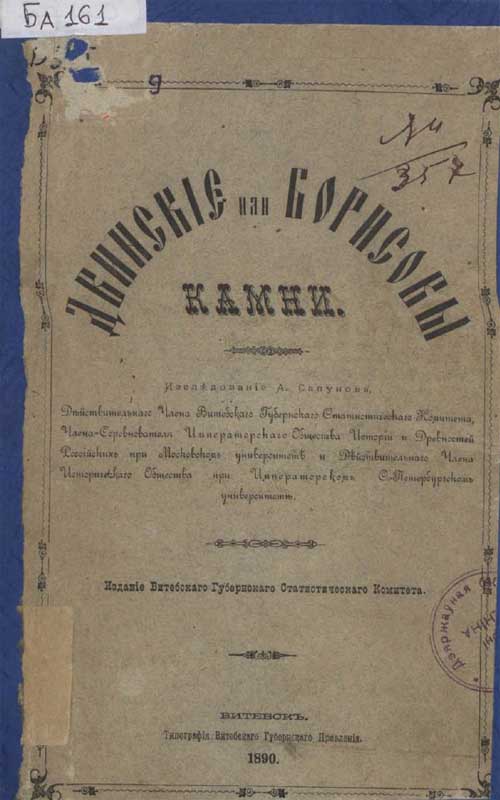 БА 161
9
ДВИНСКІЕ ИЛИ БОРИСОВЫ
КАМНИ.
Изслѣдованіе А. Сапунова,
Дѣйствительнаго Члена Витебскаго Губернскаго Статистическаго Комитета,
Члена-Соревнователя Императорскаго Общества Исторіи и Древностей
Россійскихъ при Московскомъ университетѣ и Дѣйствительнаго Члена
Историческаго Общества при Императорскомъ С.-Петербургскомъ
университетѣ.
Изданіе Витебскаго Губернскаго Статистическаго Комитета.
Дзяржаўная
ВИТЕБСКЪ.
Типографія Витебскаго Губернскаго Правленія.
1890.